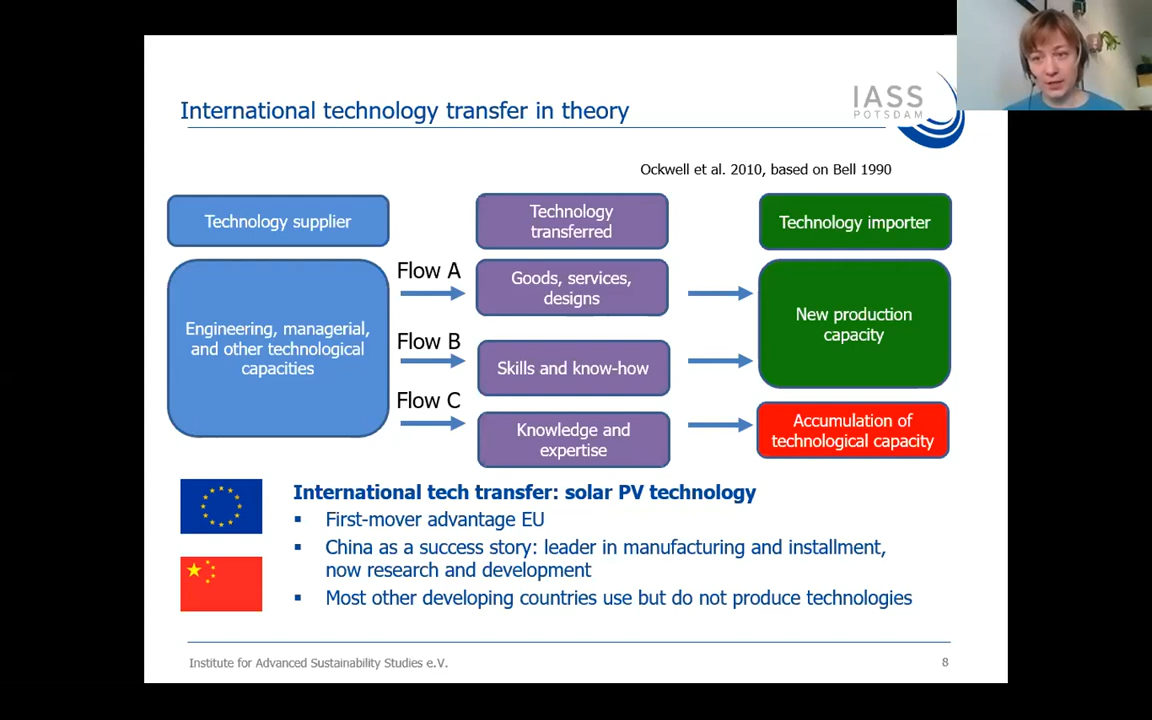 International technology transfer in theory
IASS
POTSDAM
Ockwell et al. 2010, based on Bell 1990
Technology supplier
Technology
transferred
Technology importer
Engineering, managerial,
and other technological
capacities
Flow A
Goods, services,
designs
New production
capacity
Flow B
Skills and know-how
Flow C
Knowledge and
expertise
Accumulation of
technological capacity
International tech transfer: solar PV technology
▪ First-mover advantage EU
▪ China as a success story: leader in manufacturing and installment,
now research and development
▪ Most other developing countries use but do not produce technologies
Institute for Advanced Sustainability Studies e.V.
8